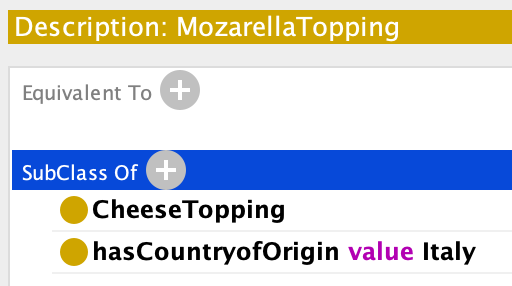 Description: MozarellaTopping
Equivalent To
SubClass Of
CheeseTopping
hasCountryofOrigin value Italy